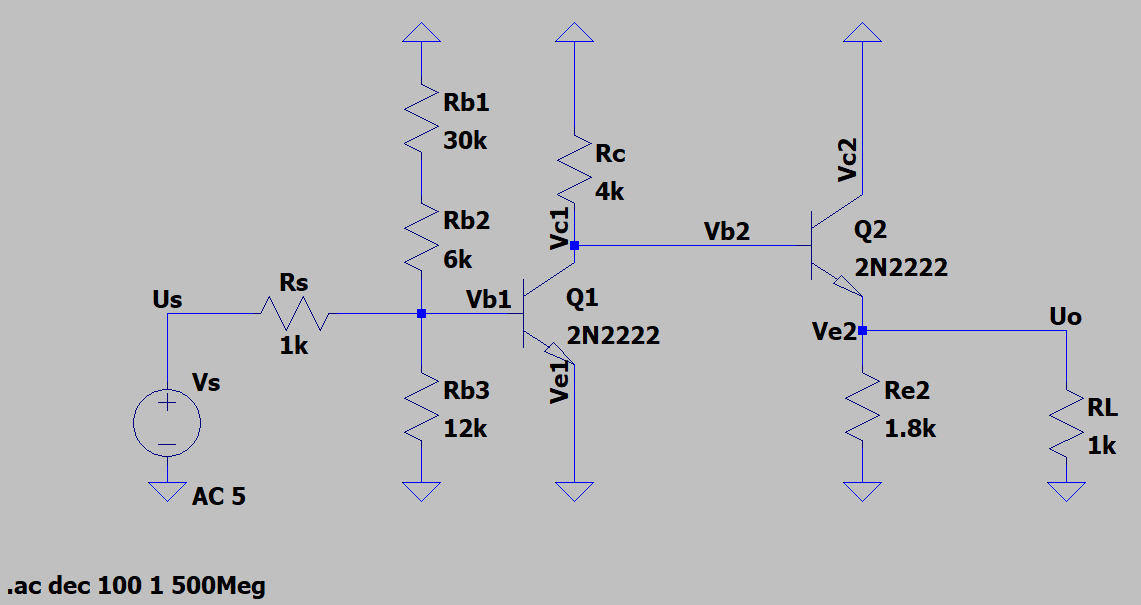 Rb1
30k
Rc
4k
Vc2
Rb2
6k
Vc1
Vb2
Q2
2N2222
Rs
1k
Us
Vb1
Q1
2N2222
Ve1
Ve2
Uo
Vs
AC 5
Rb3
12k
Re2
1.8k
RL
1k
.ac dec 100 1 500Meg